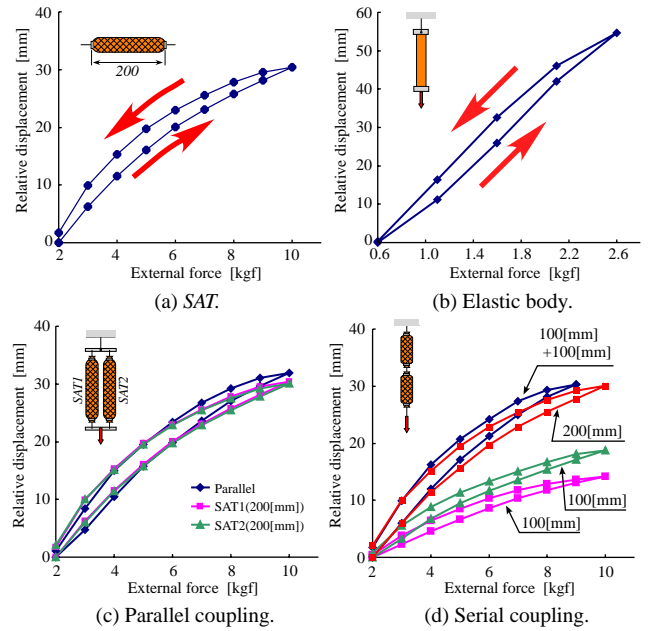 40
30
20
10
0
2 4 6 8 10
Relative displacement [mm]
External force [kgf]
200
(a) SAT.
60
50
40
30
20
10
0
0.6 1.0 1.4 1.8 2.2 2.6
Relative displacement [mm]
External force [kgf]
(b) Elastic body.
40
30
20
10
0
2 4 6 8 10
Relative displacement [mm]
External force [kgf]
SAT1
SAT2
Parallel
SAT1(200[mm])
SAT2(200[mm])
(c) Parallel coupling.
40
30
20
10
0
2 4 6 8 10
Relative displacement [mm]
External force [kgf]
100[mm]
+100[mm]
200[mm]
100[mm]
100[mm]
(d) Serial coupling.